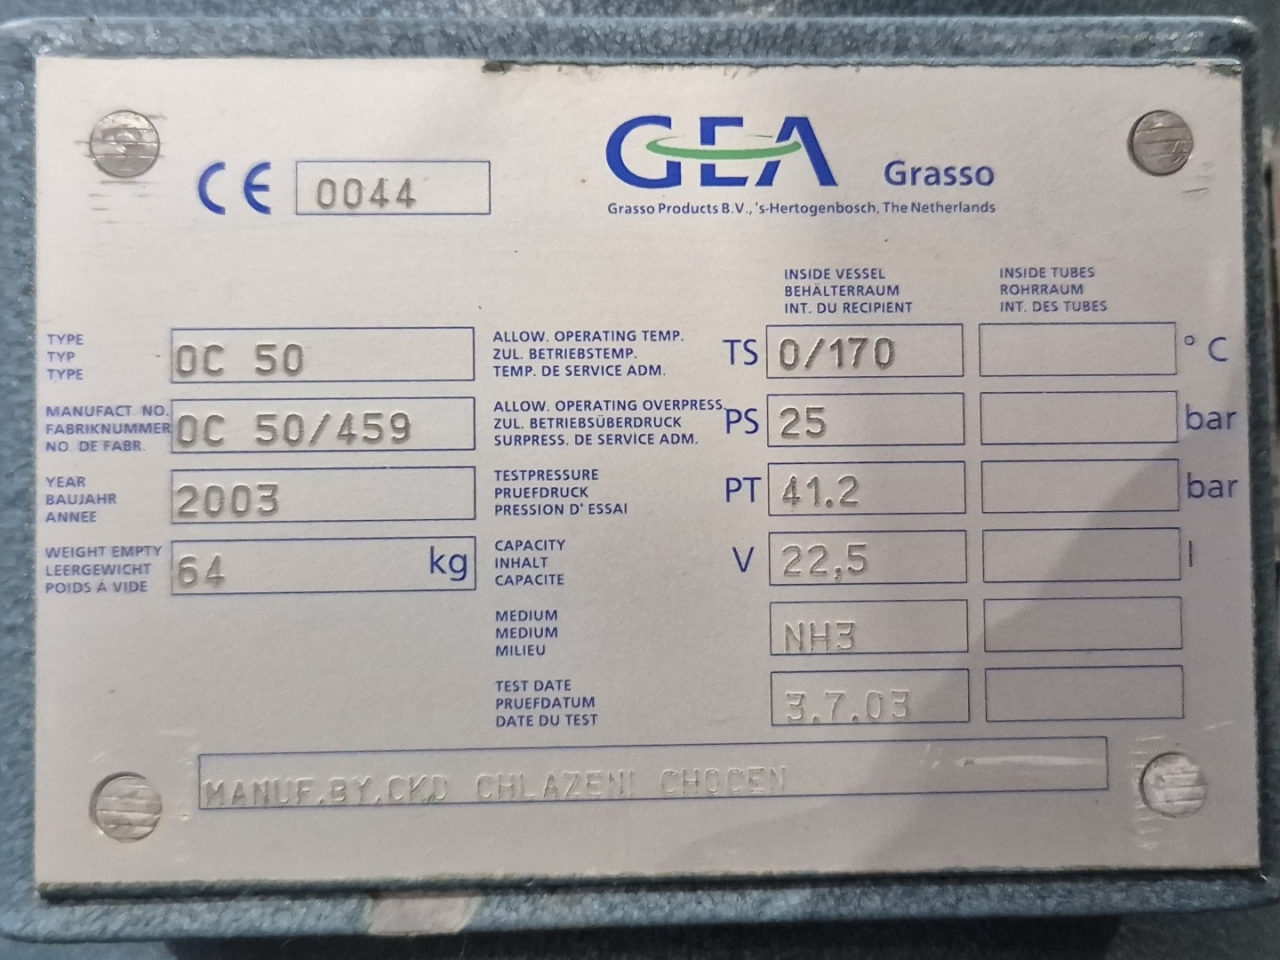 CE 0044
GEA Grasso
Grasso Products B.V., 's-Hertogenbosch, The Netherlands
INSIDE VESSEL
BEHÄLTERRAUM
INT. DU RECIPIENT
INSIDE TUBES
ROHRRAUM
INT. DES TUBES
TYPE
TYP
TYPE
OC 50
ALLOW. OPERATING TEMP.
ZUL. BETRIEBSTEMP.
TEMP. DE SERVICE ADM.
TS 0/170 °C
MANUFACT. NO.
FABRIKNUMMER
NO. DE FABR.
OC 50/459
ALLOW. OPERATING OVERPRESS.
ZUL. BETRIEBSÜBERDRUCK
SURPRESS. DE SERVICE ADM.
PS 25 bar
YEAR
BAUJAHR
ANNEE
2003
TESTPRESSURE
PRUEFDRUCK
PRESSION D' ESSAI
PT 41.2 bar
WEIGHT EMPTY
LEERGEWICHT
POIDS À VIDE
64 kg
CAPACITY
INHALT
CAPACITE
V 22,5 l
MEDIUM
MEDIUM
MILIEU
NH3
TEST DATE
PRUEFDATUM
DATE DU TEST
3.7.03
MANUF.BY.CKD CHLAZENI CHOCEN